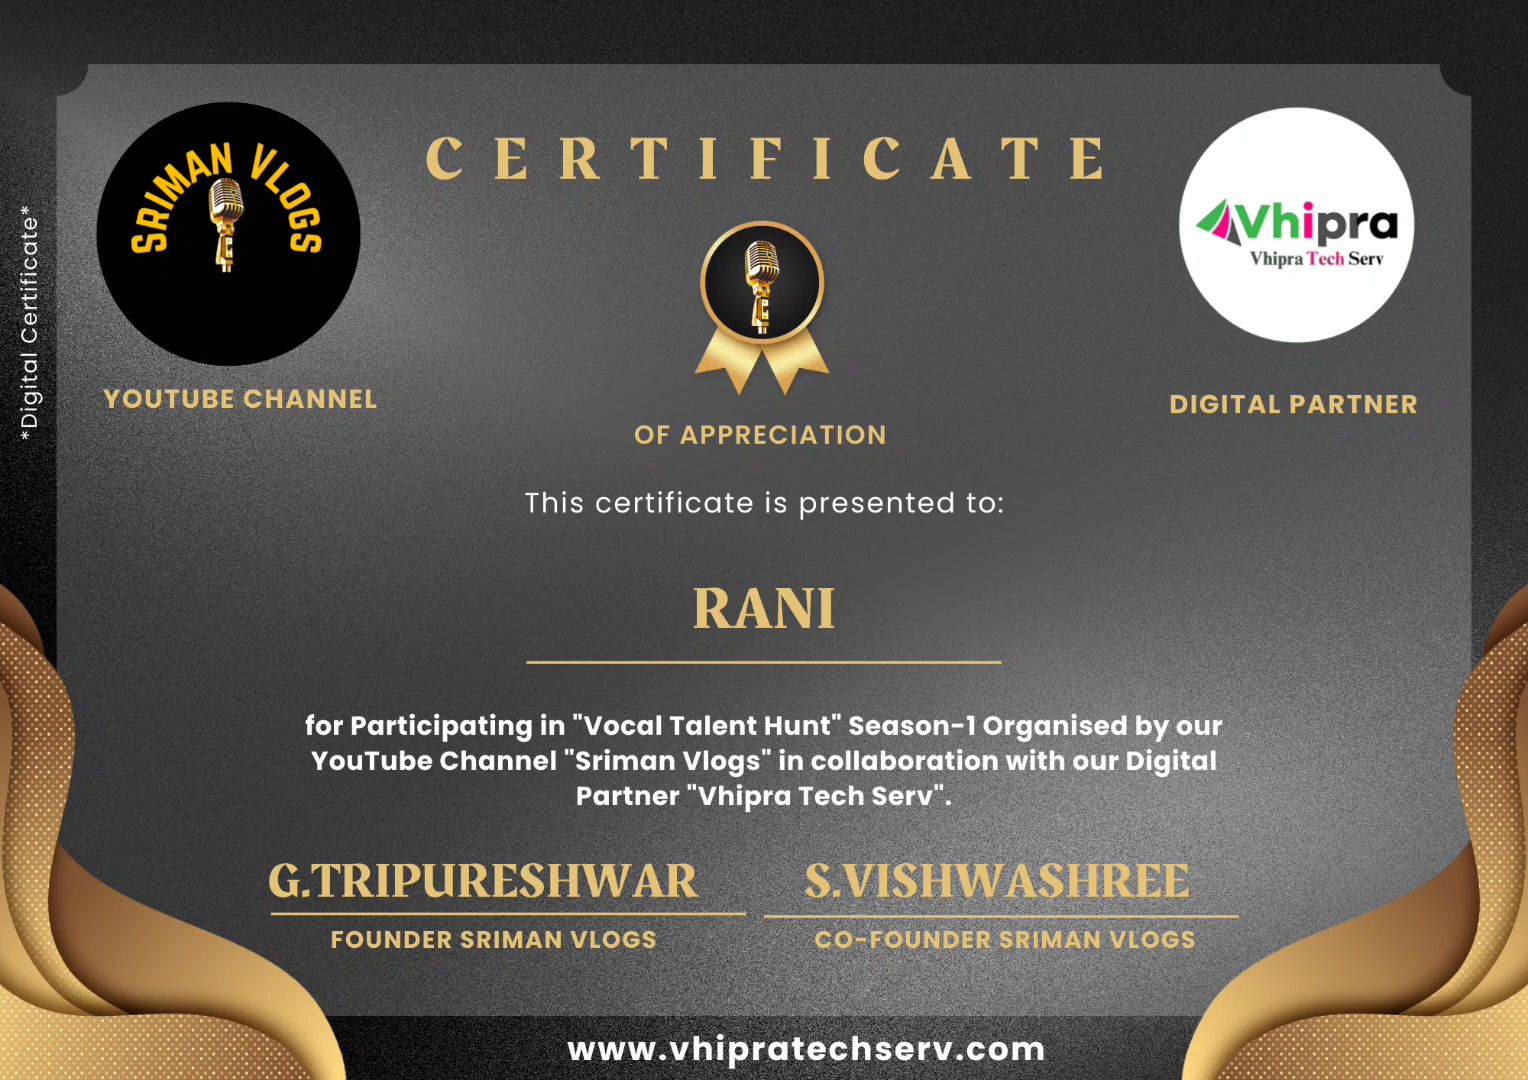 CERTIFICATE
SRIMAN VLOGS
Vhipra
Vhipra Tech Serv
*Digital Certificate*
YOUTUBE CHANNEL
DIGITAL PARTNER
OF APPRECIATION
This certificate is presented to:
RANI
for Participating in "Vocal Talent Hunt" Season-1 Organised by our
YouTube Channel "Sriman Vlogs" in collaboration with our Digital
Partner "Vhipra Tech Serv".
G.TRIPURESHWAR
S.VISHWASHREE
FOUNDER SRIMAN VLOGS
CO-FOUNDER SRIMAN VLOGS
www.vhipratechserv.com